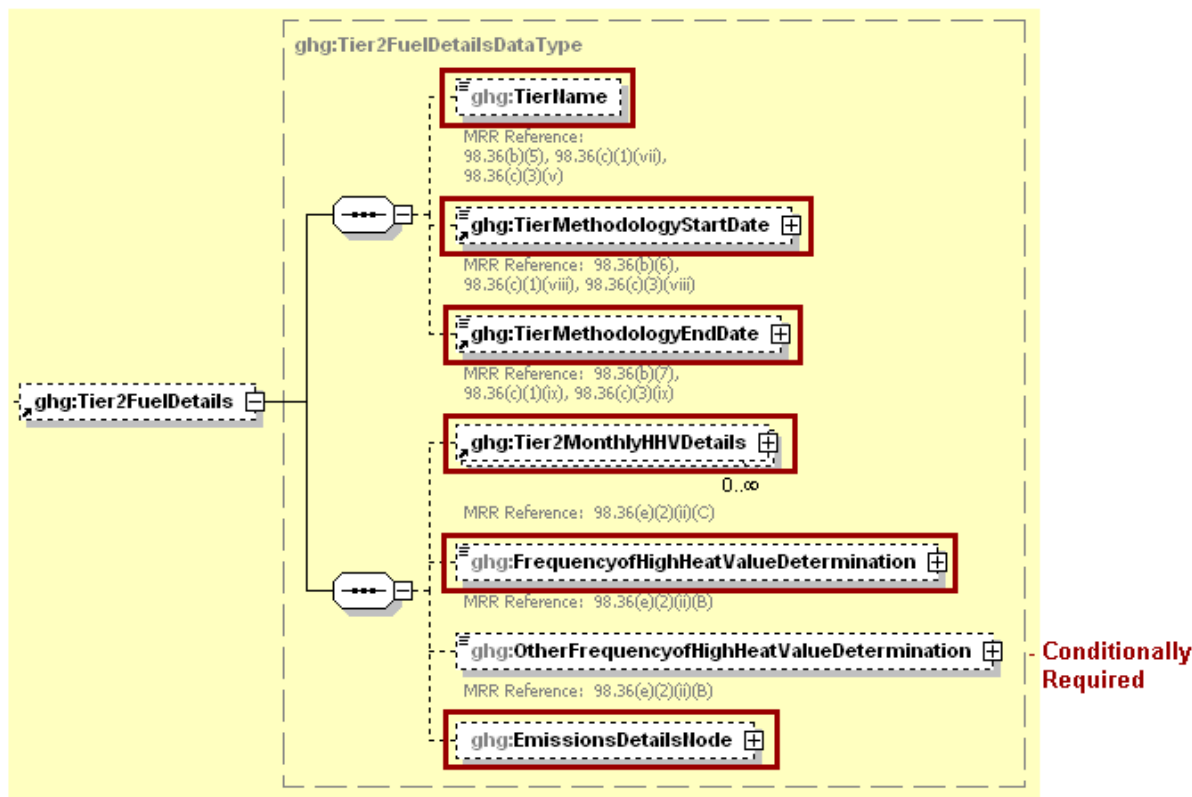 ghg:Tier2FuelDetailsDataType
ghg:TierName
MRR Reference:
98.36(b)(5), 98.36(c)(1)(vii),
98.36(c)(3)(v)
ghg:TierMethodologyStartDate
MRR Reference: 98.36(b)(6),
98.36(c)(1)(viii), 98.36(c)(3)(viii)
ghg:TierMethodologyEndDate
MRR Reference: 98.36(b)(7),
98.36(c)(1)(ix), 98.36(c)(3)(ix)
ghg:Tier2FuelDetails
ghg:Tier2MonthlyHHVDetails
0..∞
MRR Reference: 98.36(e)(2)(ii)(C)
ghg:FrequencyofHighHeatValueDetermination
MRR Reference: 98.36(e)(2)(ii)(B)
ghg:OtherFrequencyofHighHeatValueDetermination
Conditionally
Required
MRR Reference: 98.36(e)(2)(ii)(B)
ghg:EmissionsDetailsNode